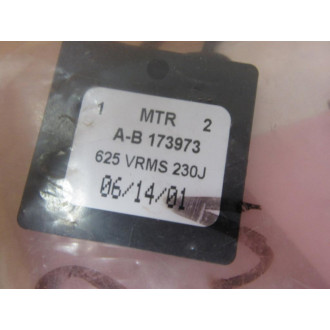 1 MTR 2
A-B 173973
625 VRMS 230J
06/14/01